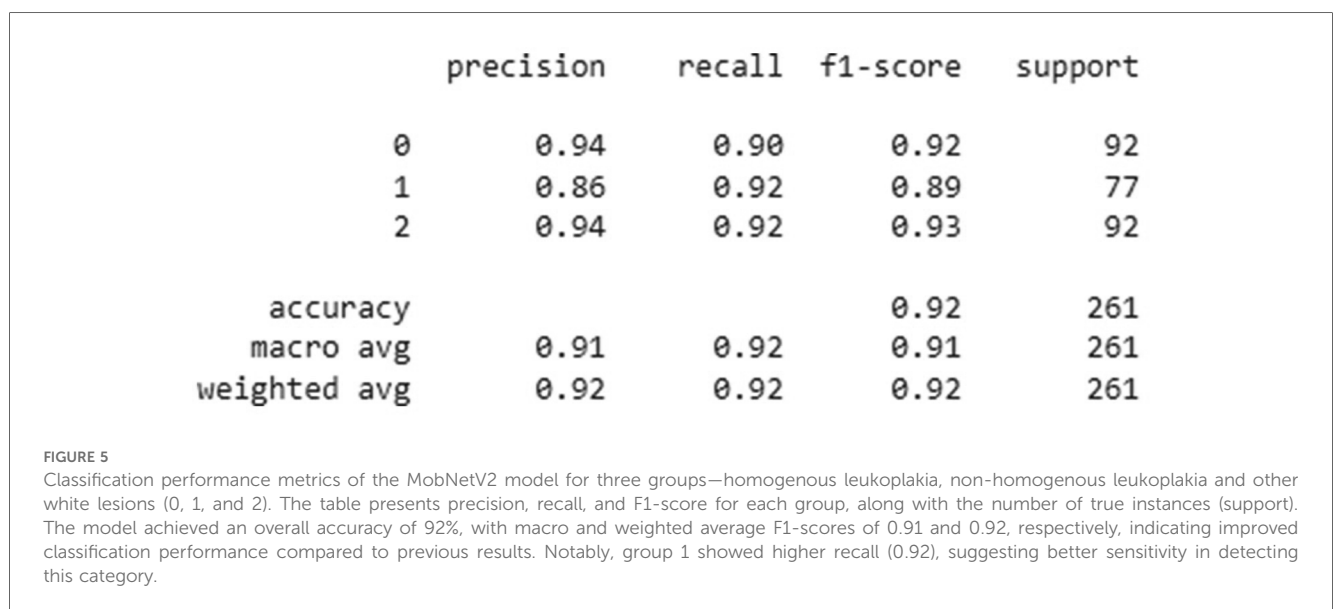 precision recall f1-score support
0 0.94 0.90 0.92 92
1 0.86 0.92 0.89 77
2 0.94 0.92 0.93 92
accuracy 0.92 261
macro avg 0.91 0.92 0.91 261
weighted avg 0.92 0.92 0.92 261
FIGURE 5
Classification performance metrics of the MobNetV2 model for three groups—homogenous leukoplakia, non-homogenous leukoplakia and other
white lesions (0, 1, and 2). The table presents precision, recall, and F1-score for each group, along with the number of true instances (support).
The model achieved an overall accuracy of 92%, with macro and weighted average F1-scores of 0.91 and 0.92, respectively, indicating improved
classification performance compared to previous results. Notably, group 1 showed higher recall (0.92), suggesting better sensitivity in detecting
this category.